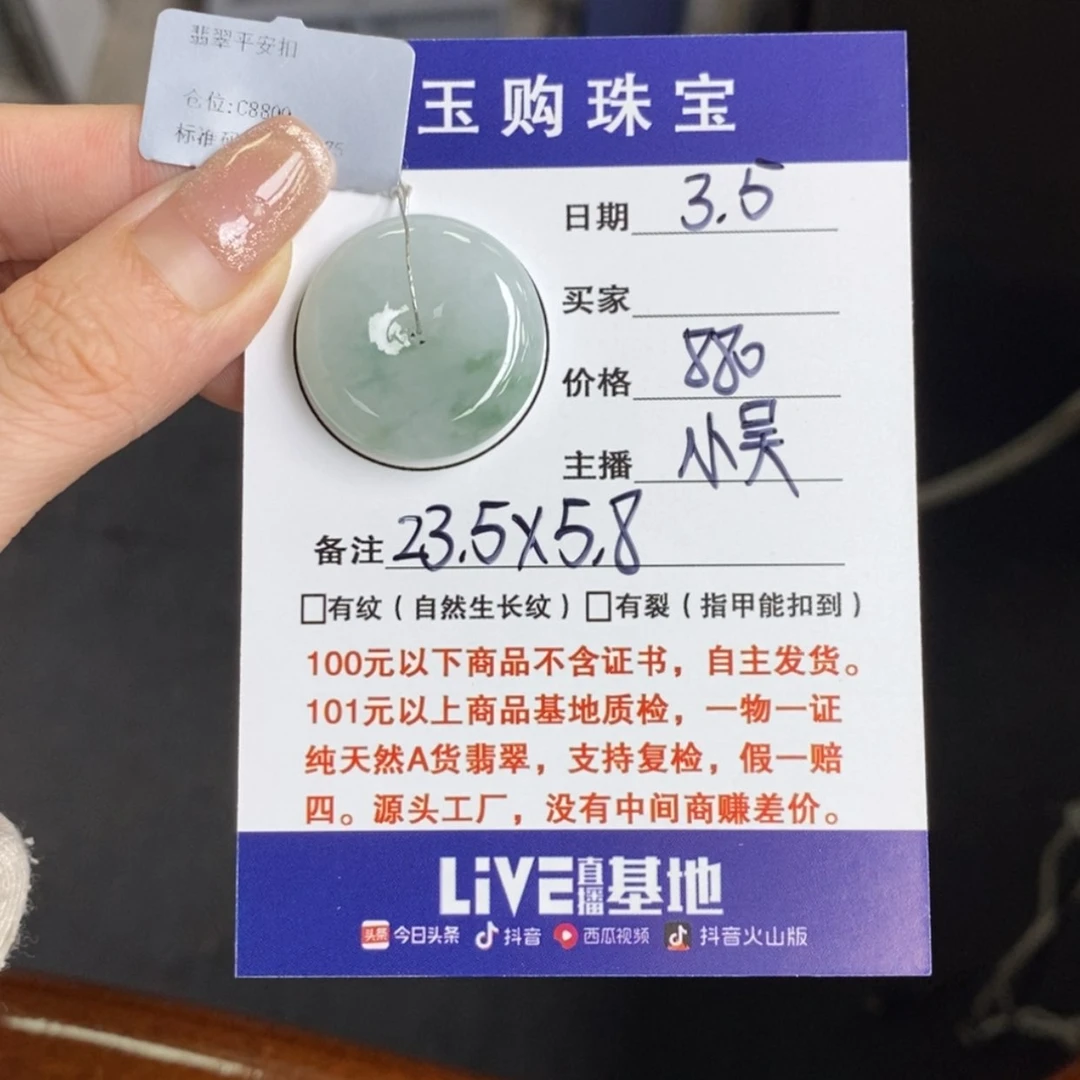 翡翠平安扣
仓位:C8800
标准
玉购珠宝
日期 3.5
买家
价格 880
主播 小吴
备注 23.5X5.8
□有纹（自然生长纹）□有裂（指甲能扣到）
100元以下商品不含证书，自主发货。
101元以上商品基地质检，一物一证
纯天然A货翡翠，支持复检，假一赔
四。源头工厂，没有中间商赚差价。
LiVE直播基地
头条 今日头条 抖音 西瓜视频 抖音火山版